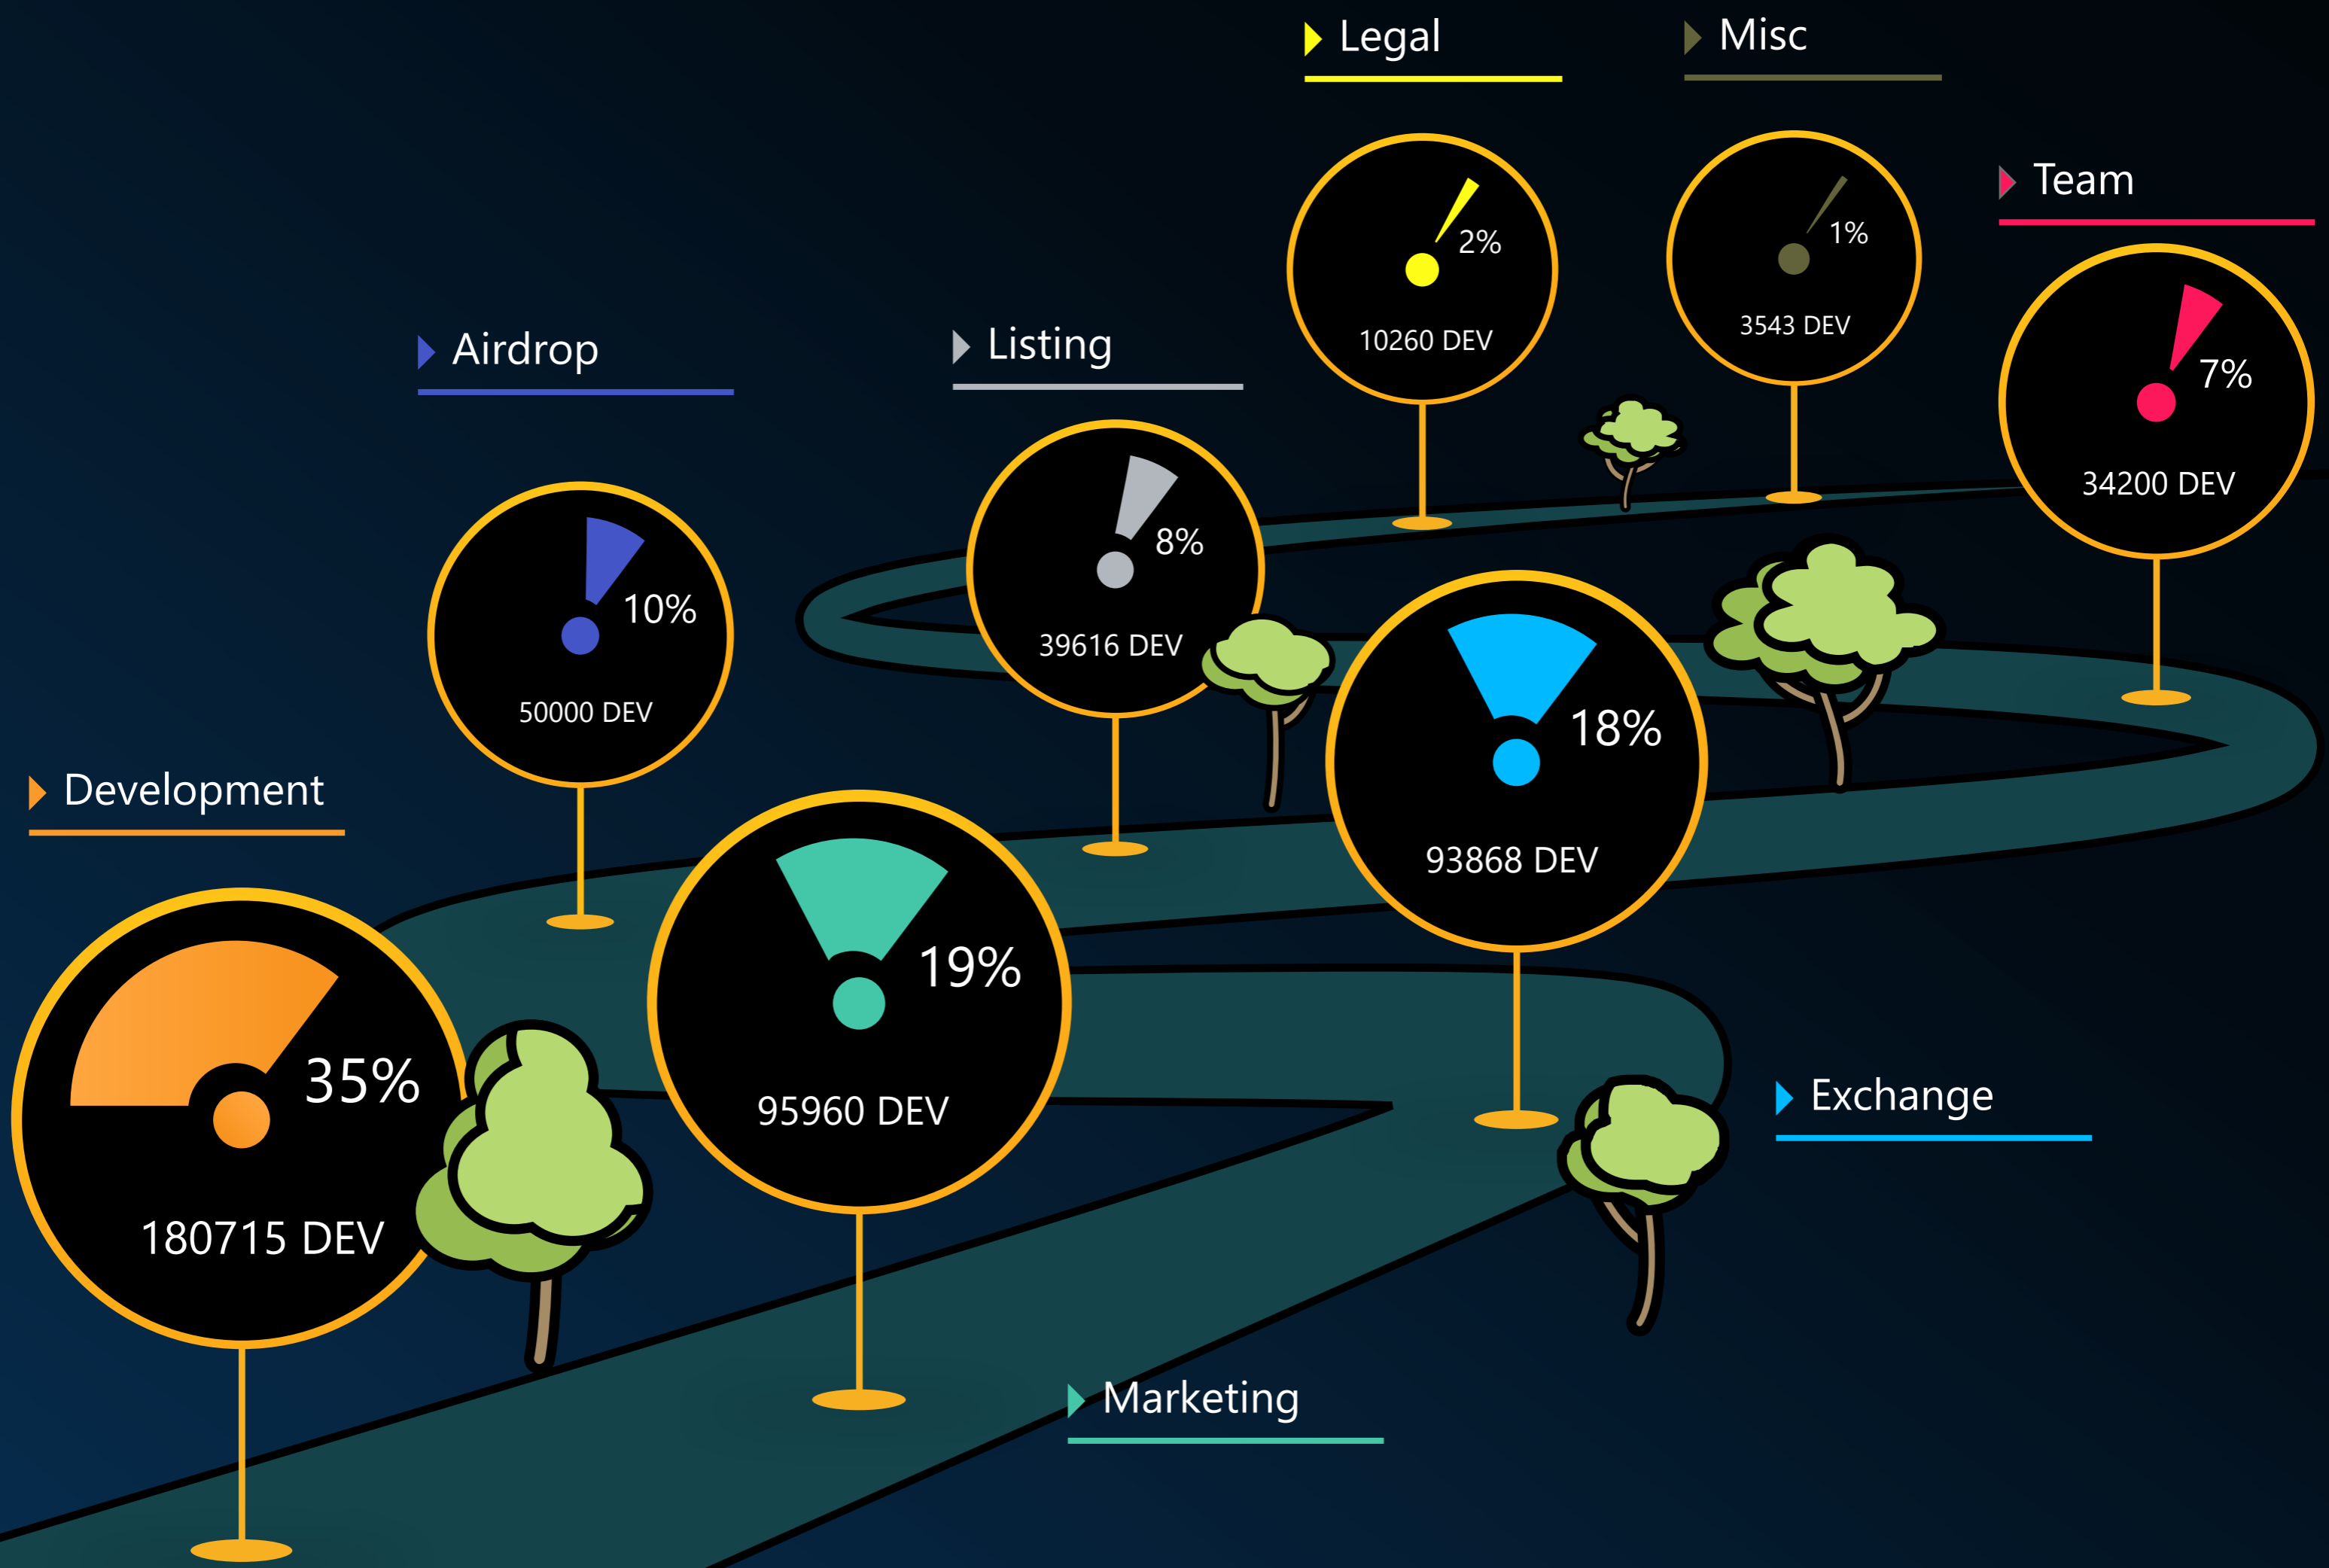 Legal
2%
10260 DEV
Misc
1%
3543 DEV
Team
7%
34200 DEV
Airdrop
10%
50000 DEV
Listing
8%
39616 DEV
18%
93868 DEV
Exchange
Development
35%
180715 DEV
19%
95960 DEV
Marketing